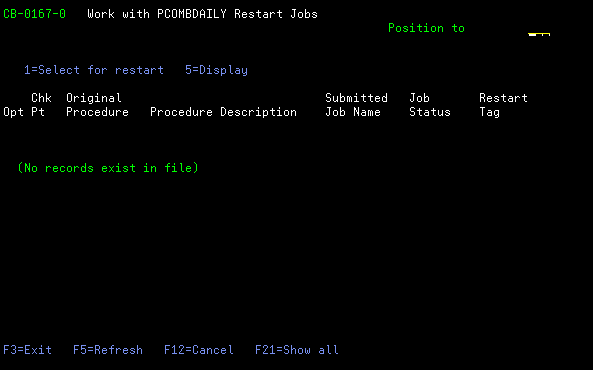 CB-0167-0 Work with PCOMBDAILY Restart Jobs
Position to
1=Select for restart 5=Display
Chk Original Submitted Job Restart
Opt Pt Procedure Procedure Description Job Name Status Tag
(No records exist in file)
F3=Exit F5=Refresh F12=Cancel F21=Show all